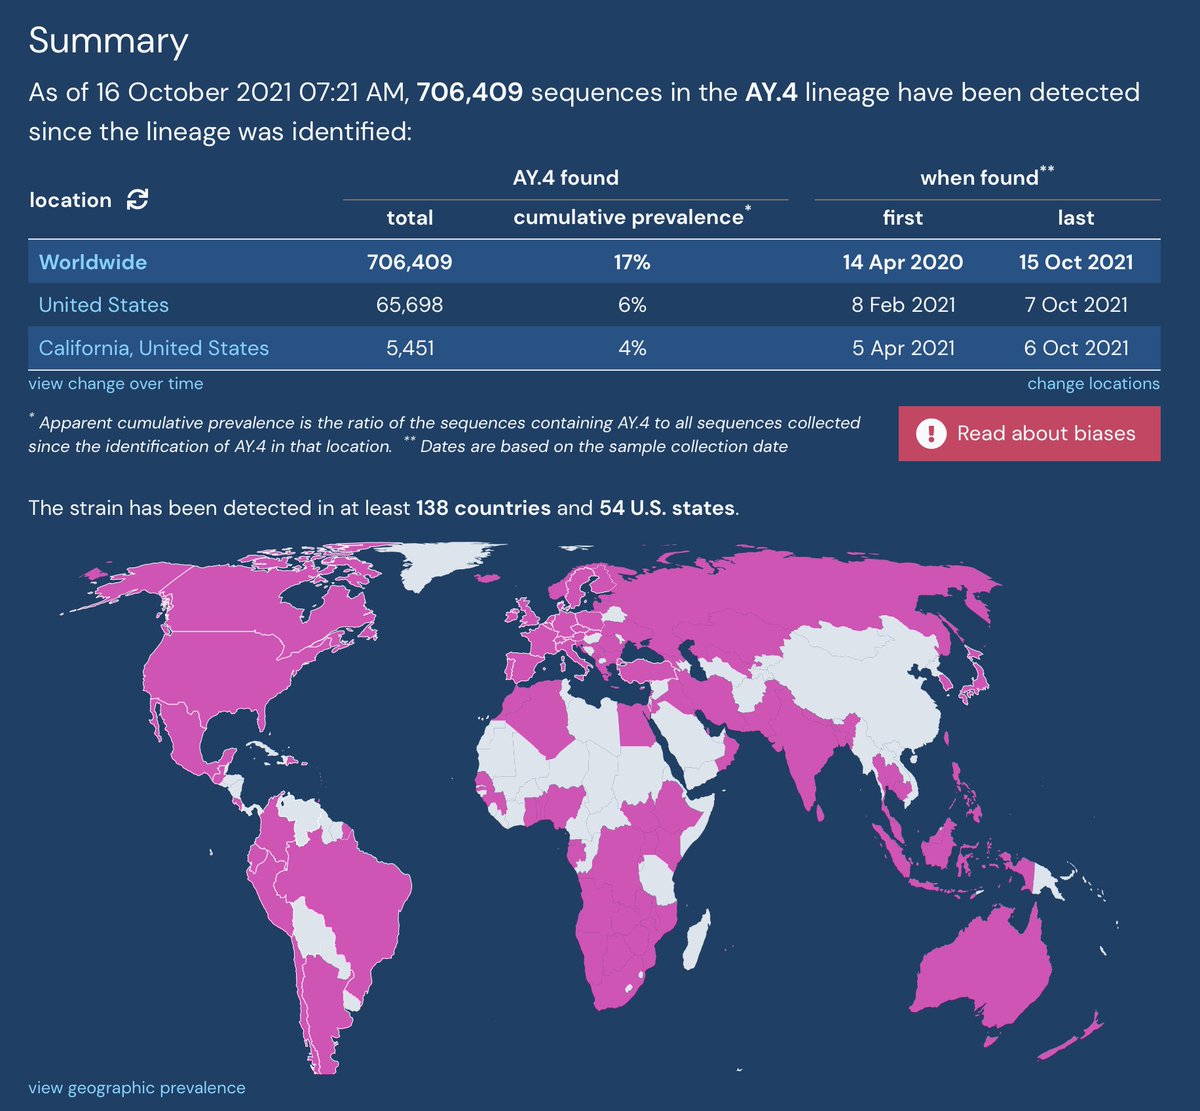 Summary
As of 16 October 2021 07:21 AM, 706,409 sequences in the AY.4 lineage have been detected
since the lineage was identified:
location
AY.4 found
when found**
total
cumulative prevalence*
first
last
Worldwide 706,409 17% 14 Apr 2020 15 Oct 2021
United States 65,698 6% 8 Feb 2021 7 Oct 2021
California, United States 5,451 4% 5 Apr 2021 6 Oct 2021
view change over time
change locations
* Apparent cumulative prevalence is the ratio of the sequences containing AY.4 to all sequences collected
since the identification of AY.4 in that location. ** Dates are based on the sample collection date
! Read about biases
The strain has been detected in at least 138 countries and 54 U.S. states.
view geographic prevalence